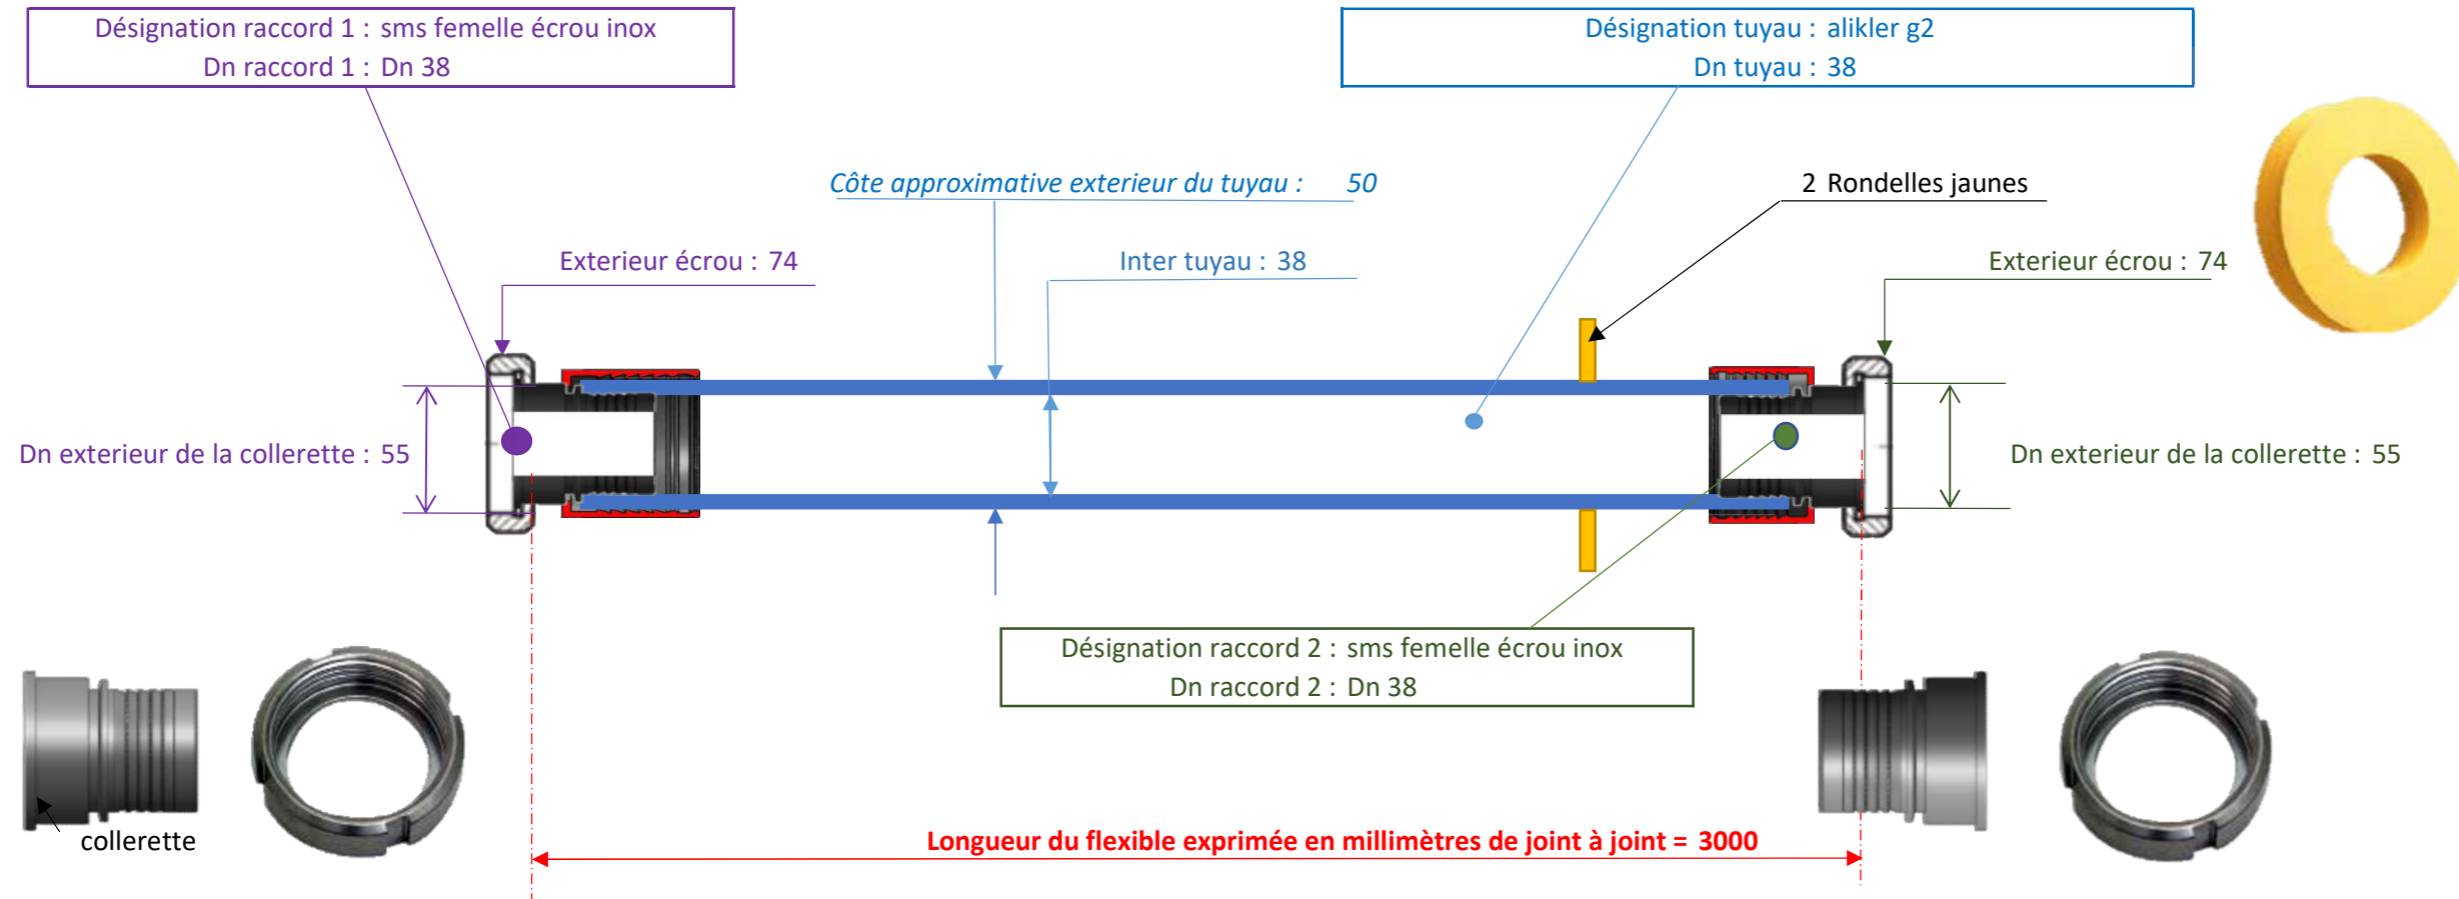 Désignation raccord 1 : sms femelle écrou inox
Dn raccord 1 : Dn 38
Désignation tuyau : alikler g2
Dn tuyau : 38
Côte approximative exterieur du tuyau : 50
2 Rondelles jaunes
Exterieur écrou : 74
Inter tuyau : 38
Exterieur écrou : 74
Dn exterieur de la collerette : 55
Dn exterieur de la collerette : 55
Désignation raccord 2 : sms femelle écrou inox
Dn raccord 2 : Dn 38
collerette
Longueur du flexible exprimée en millimètres de joint à joint = 3000